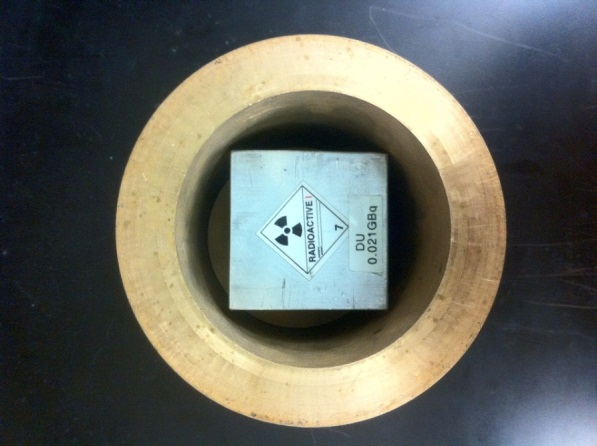 RADIOACTIVE I
7
DU
0.021GBq